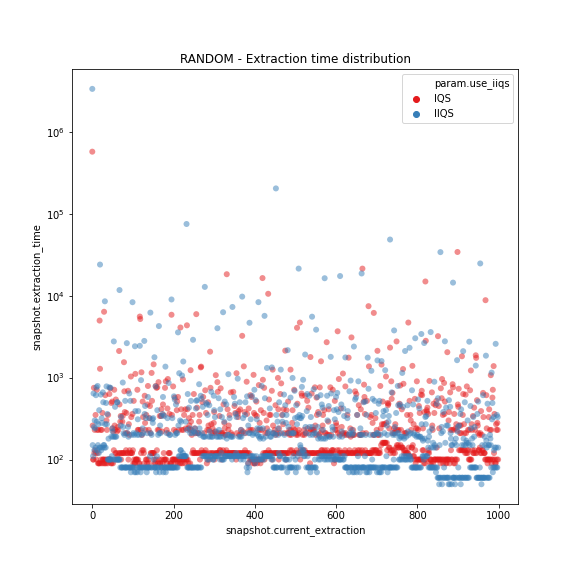 RANDOM - Extraction time distribution
param.use_iiqs
IQS
IIQS
10^6
10^5
10^4
10^3
10^2
snapshot.extraction_time
0
200
400
600
800
1000
snapshot.current_extraction